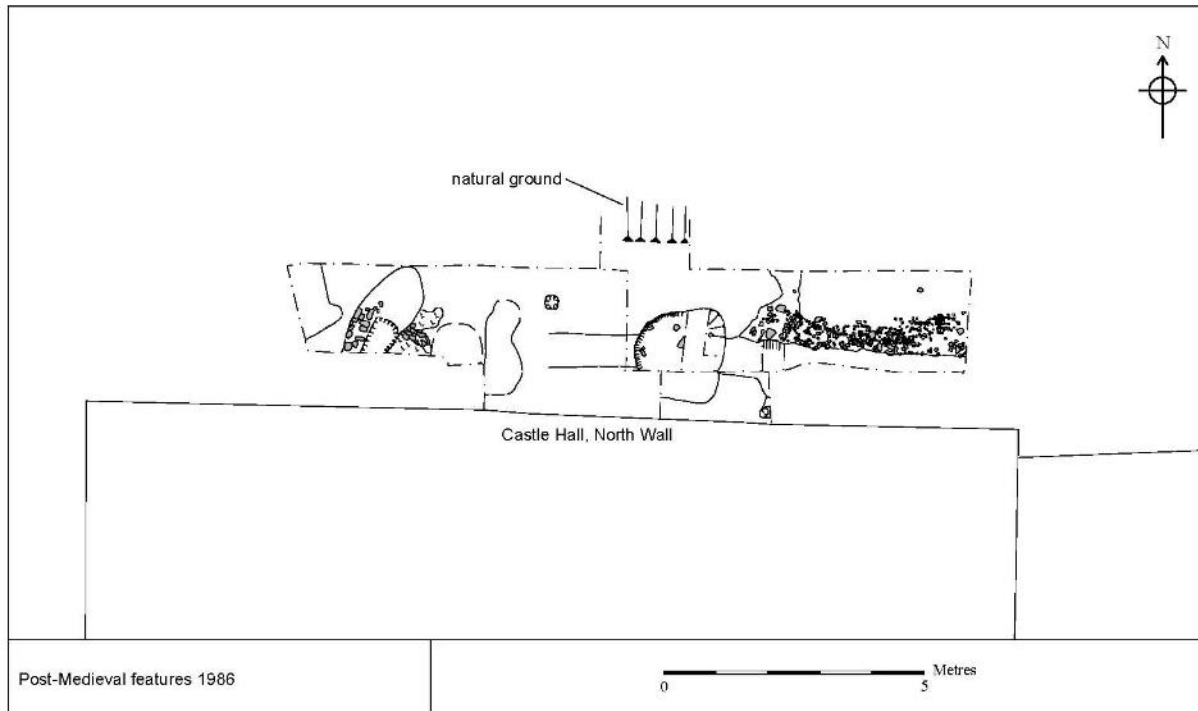 N
natural ground
Castle Hall, North Wall
Post-Medieval features 1986
Metres
0
5